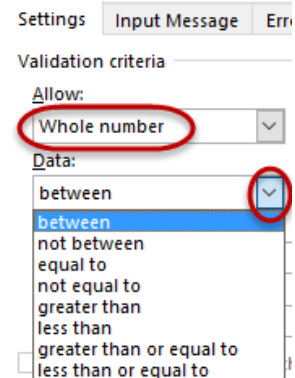 Settings Input Message
Validation criteria
Allow:
Whole number
Data:
between
between
not between
equal to
not equal to
greater than
less than
greater than or equal to
less than or equal to